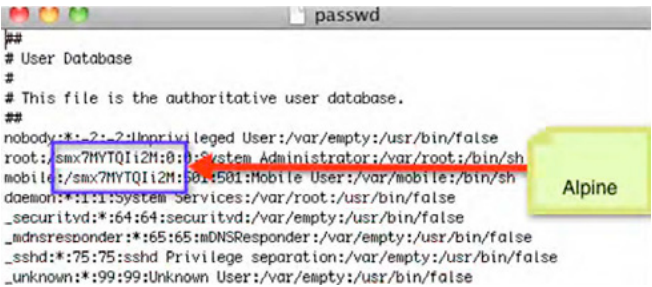 passwd
##
# User Database
#
# This file is the authoritative user database.
##
nobody:*:-2:-2:Unprivileged User:/var/empty:/usr/bin/false
root:/smx7MYTQIi2M:0:0:System Administrator:/var/root:/bin/sh
mobile:/smx7MYTQIi2M:501:501:Mobile User:/var/mobile:/bin/sh
Alpine
daemon:*:1:1:System Services:/var/root:/usr/bin/false
_securityd:*:64:64:securityd:/var/empty:/usr/bin/false
_mdnsresponder:*:65:65:mDNSResponder:/var/empty:/usr/bin/false
_sshd:*:75:75:sshd Privilege separation:/var/empty:/usr/bin/false
_unknown:*:99:99:Unknown User:/var/empty:/usr/bin/false